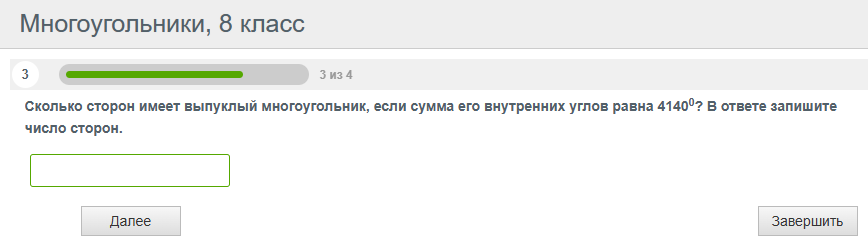 Многоугольники, 8 класс
3
3 из 4
Сколько сторон имеет выпуклый многоугольник, если сумма его внутренних углов равна 4140⁰? В ответе запишите
число сторон.
Далее
Завершить